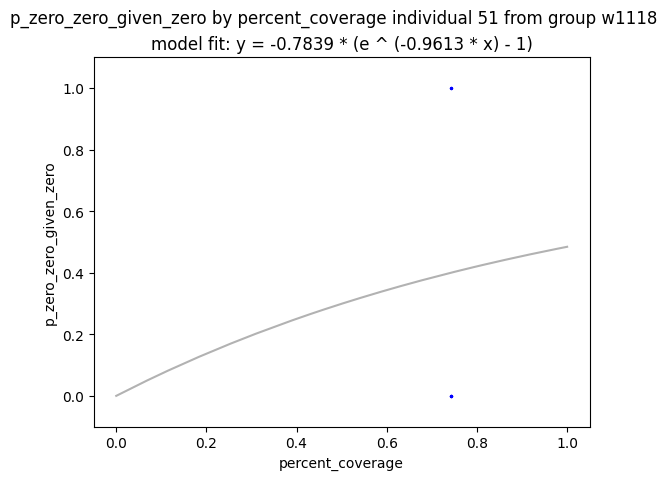 p_zero_zero_given_zero by percent_coverage individual 51 from group w1118
model fit: y = -0.7839 * (e ^ (-0.9613 * x) - 1)
1.0
0.8
0.6
0.4
0.2
0.0
p_zero_zero_given_zero
0.0 0.2 0.4 0.6 0.8 1.0
percent_coverage